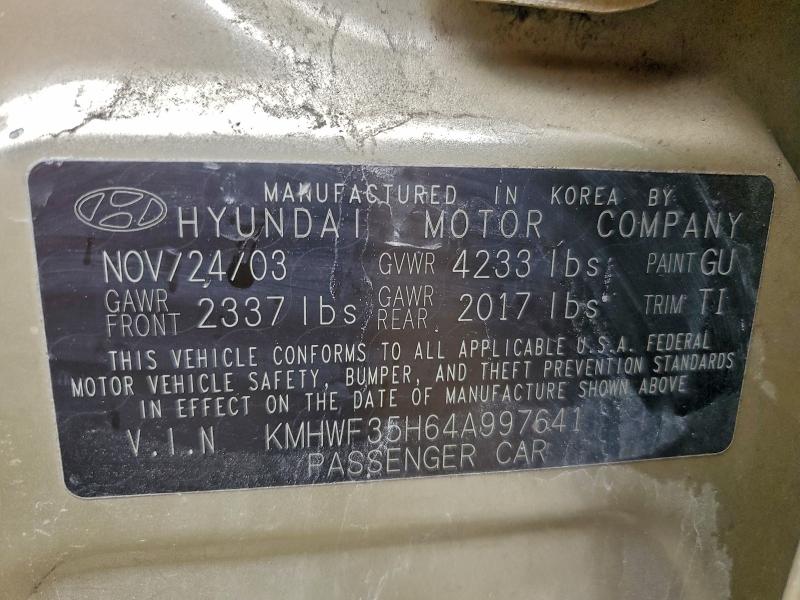 MANUFACTURED IN KOREA BY
HYUNDAI MOTOR COMPANY
NOV/24/03 GVWR 4233 lbs PAINT GU
GAWR FRONT 2337 lbs GAWR REAR 2017 lbs TRIM TI
THIS VEHICLE CONFORMS TO ALL APPLICABLE U.S.A. FEDERAL
MOTOR VEHICLE SAFETY, BUMPER, AND THEFT PREVENTION STANDARDS
IN EFFECT ON THE DATE OF MANUFACTURE SHOWN ABOVE
V.I.N KMHWF35H64A997641
PASSENGER CAR